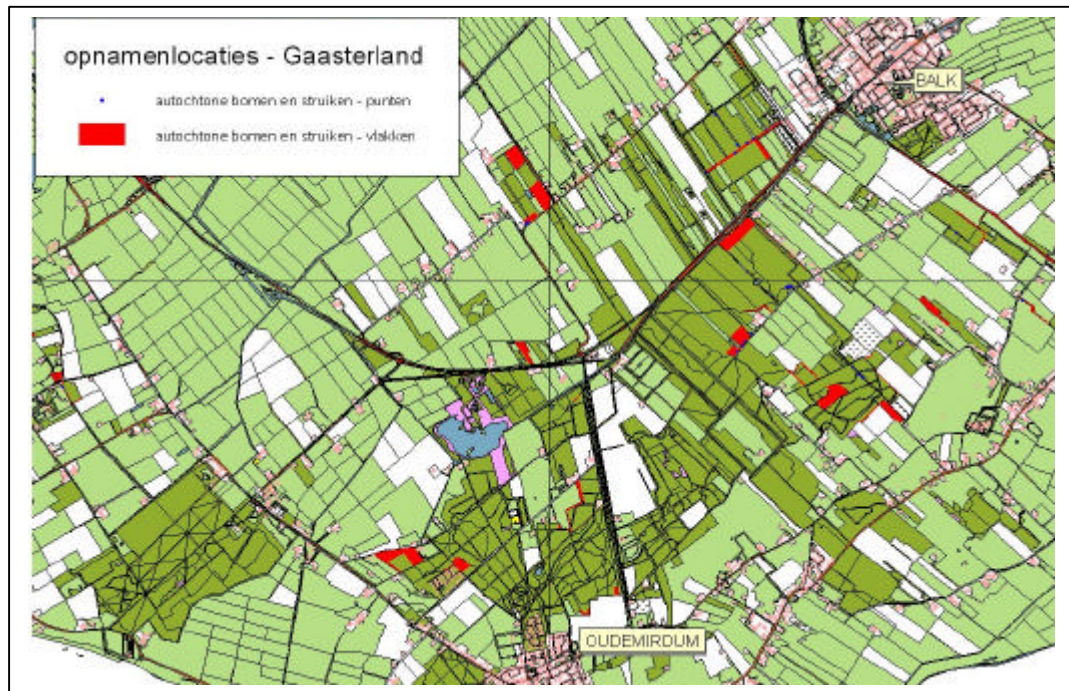 opnamenlocaties - Gaasterland
autochtone bomen en struiken - punten
autochtone bomen en struiken - vlakken
BALK
OUDEMIRDUM